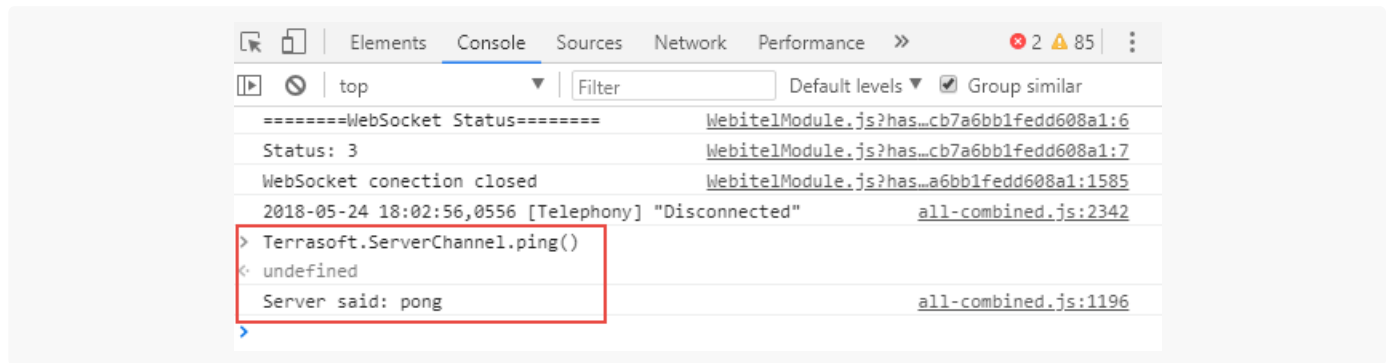 Elements Console Sources Network Performance » 2 85
top Filter Default levels Group similar
========WebSocket Status======== WebitelModule.js?has…cb7a6bb1fedd608a1:6
Status: 3 WebitelModule.js?has…cb7a6bb1fedd608a1:7
WebSocket conection closed WebitelModule.js?has…a6bb1fedd608a1:1585
2018-05-24 18:02:56,0556 [Telephony] "Disconnected" all-combined.js:2342
> Terrasoft.ServerChannel.ping()
undefined
Server said: pong all-combined.js:1196
>